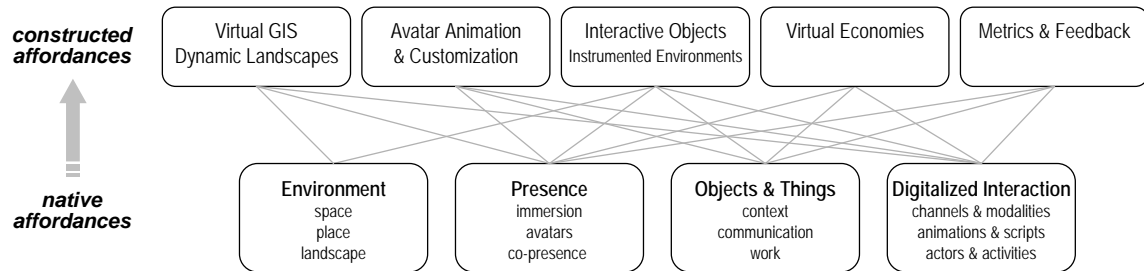 constructed
affordances
Virtual GIS
Dynamic Landscapes
Avatar Animation
& Customization
Interactive Objects
Instrumented Environments
Virtual Economies
Metrics & Feedback
native
affordances
Environment
space
place
landscape
Presence
immersion
avatars
co-presence
Objects & Things
context
communication
work
Digitalized Interaction
channels & modalities
animations & scripts
actors & activities